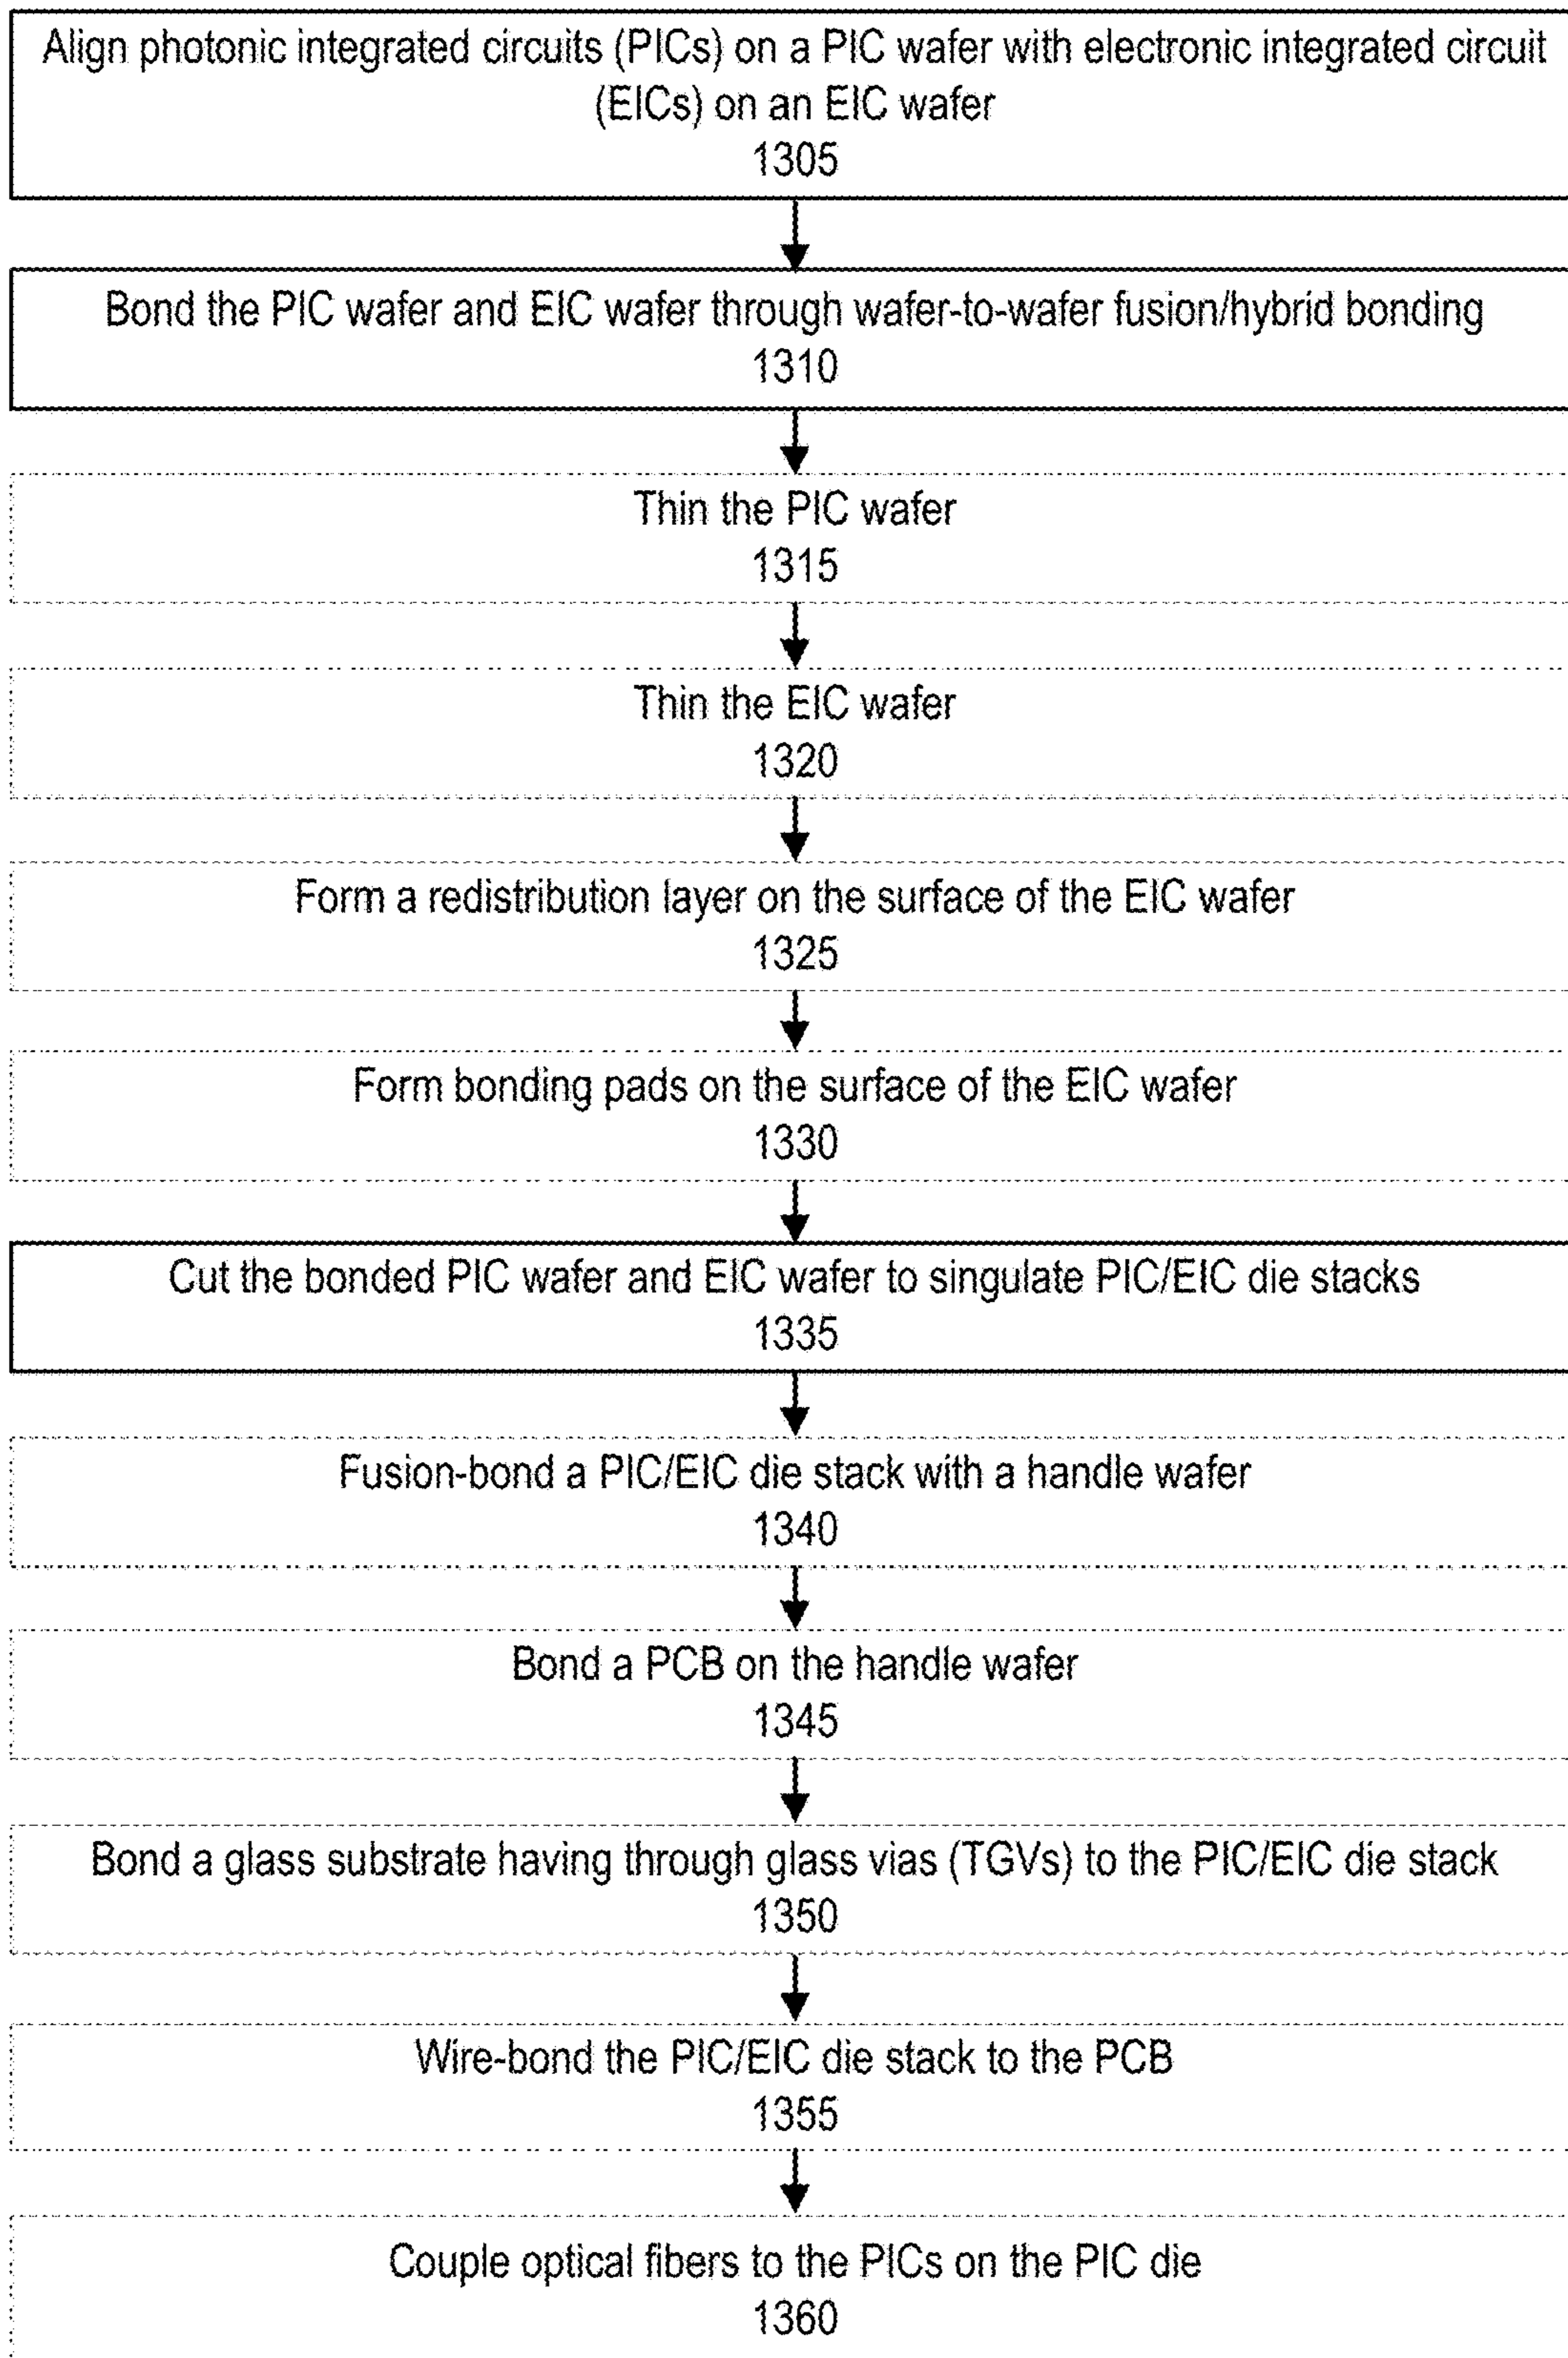 Align photonic integrated circuits (PICs) on a PIC wafer with electronic integrated circuit
(EICs) on an EIC wafer
1305
Bond the PIC wafer and EIC wafer through wafer-to-wafer fusion/hybrid bonding
1310
Thin the PIC wafer
1315
Thin the EIC wafer
1320
Form a redistribution layer on the surface of the EIC wafer
1325
Form bonding pads on the surface of the EIC wafer
1330
Cut the bonded PIC wafer and EIC wafer to singulate PIC/EIC die stacks
1335
Fusion-bond a PIC/EIC die stack with a handle wafer
1340
Bond a PCB on the handle wafer
1345
Bond a glass substrate having through glass vias (TGVs) to the PIC/EIC die stack
1350
Wire-bond the PIC/EIC die stack to the PCB
1355
Couple optical fibers to the PICs on the PIC die
1360